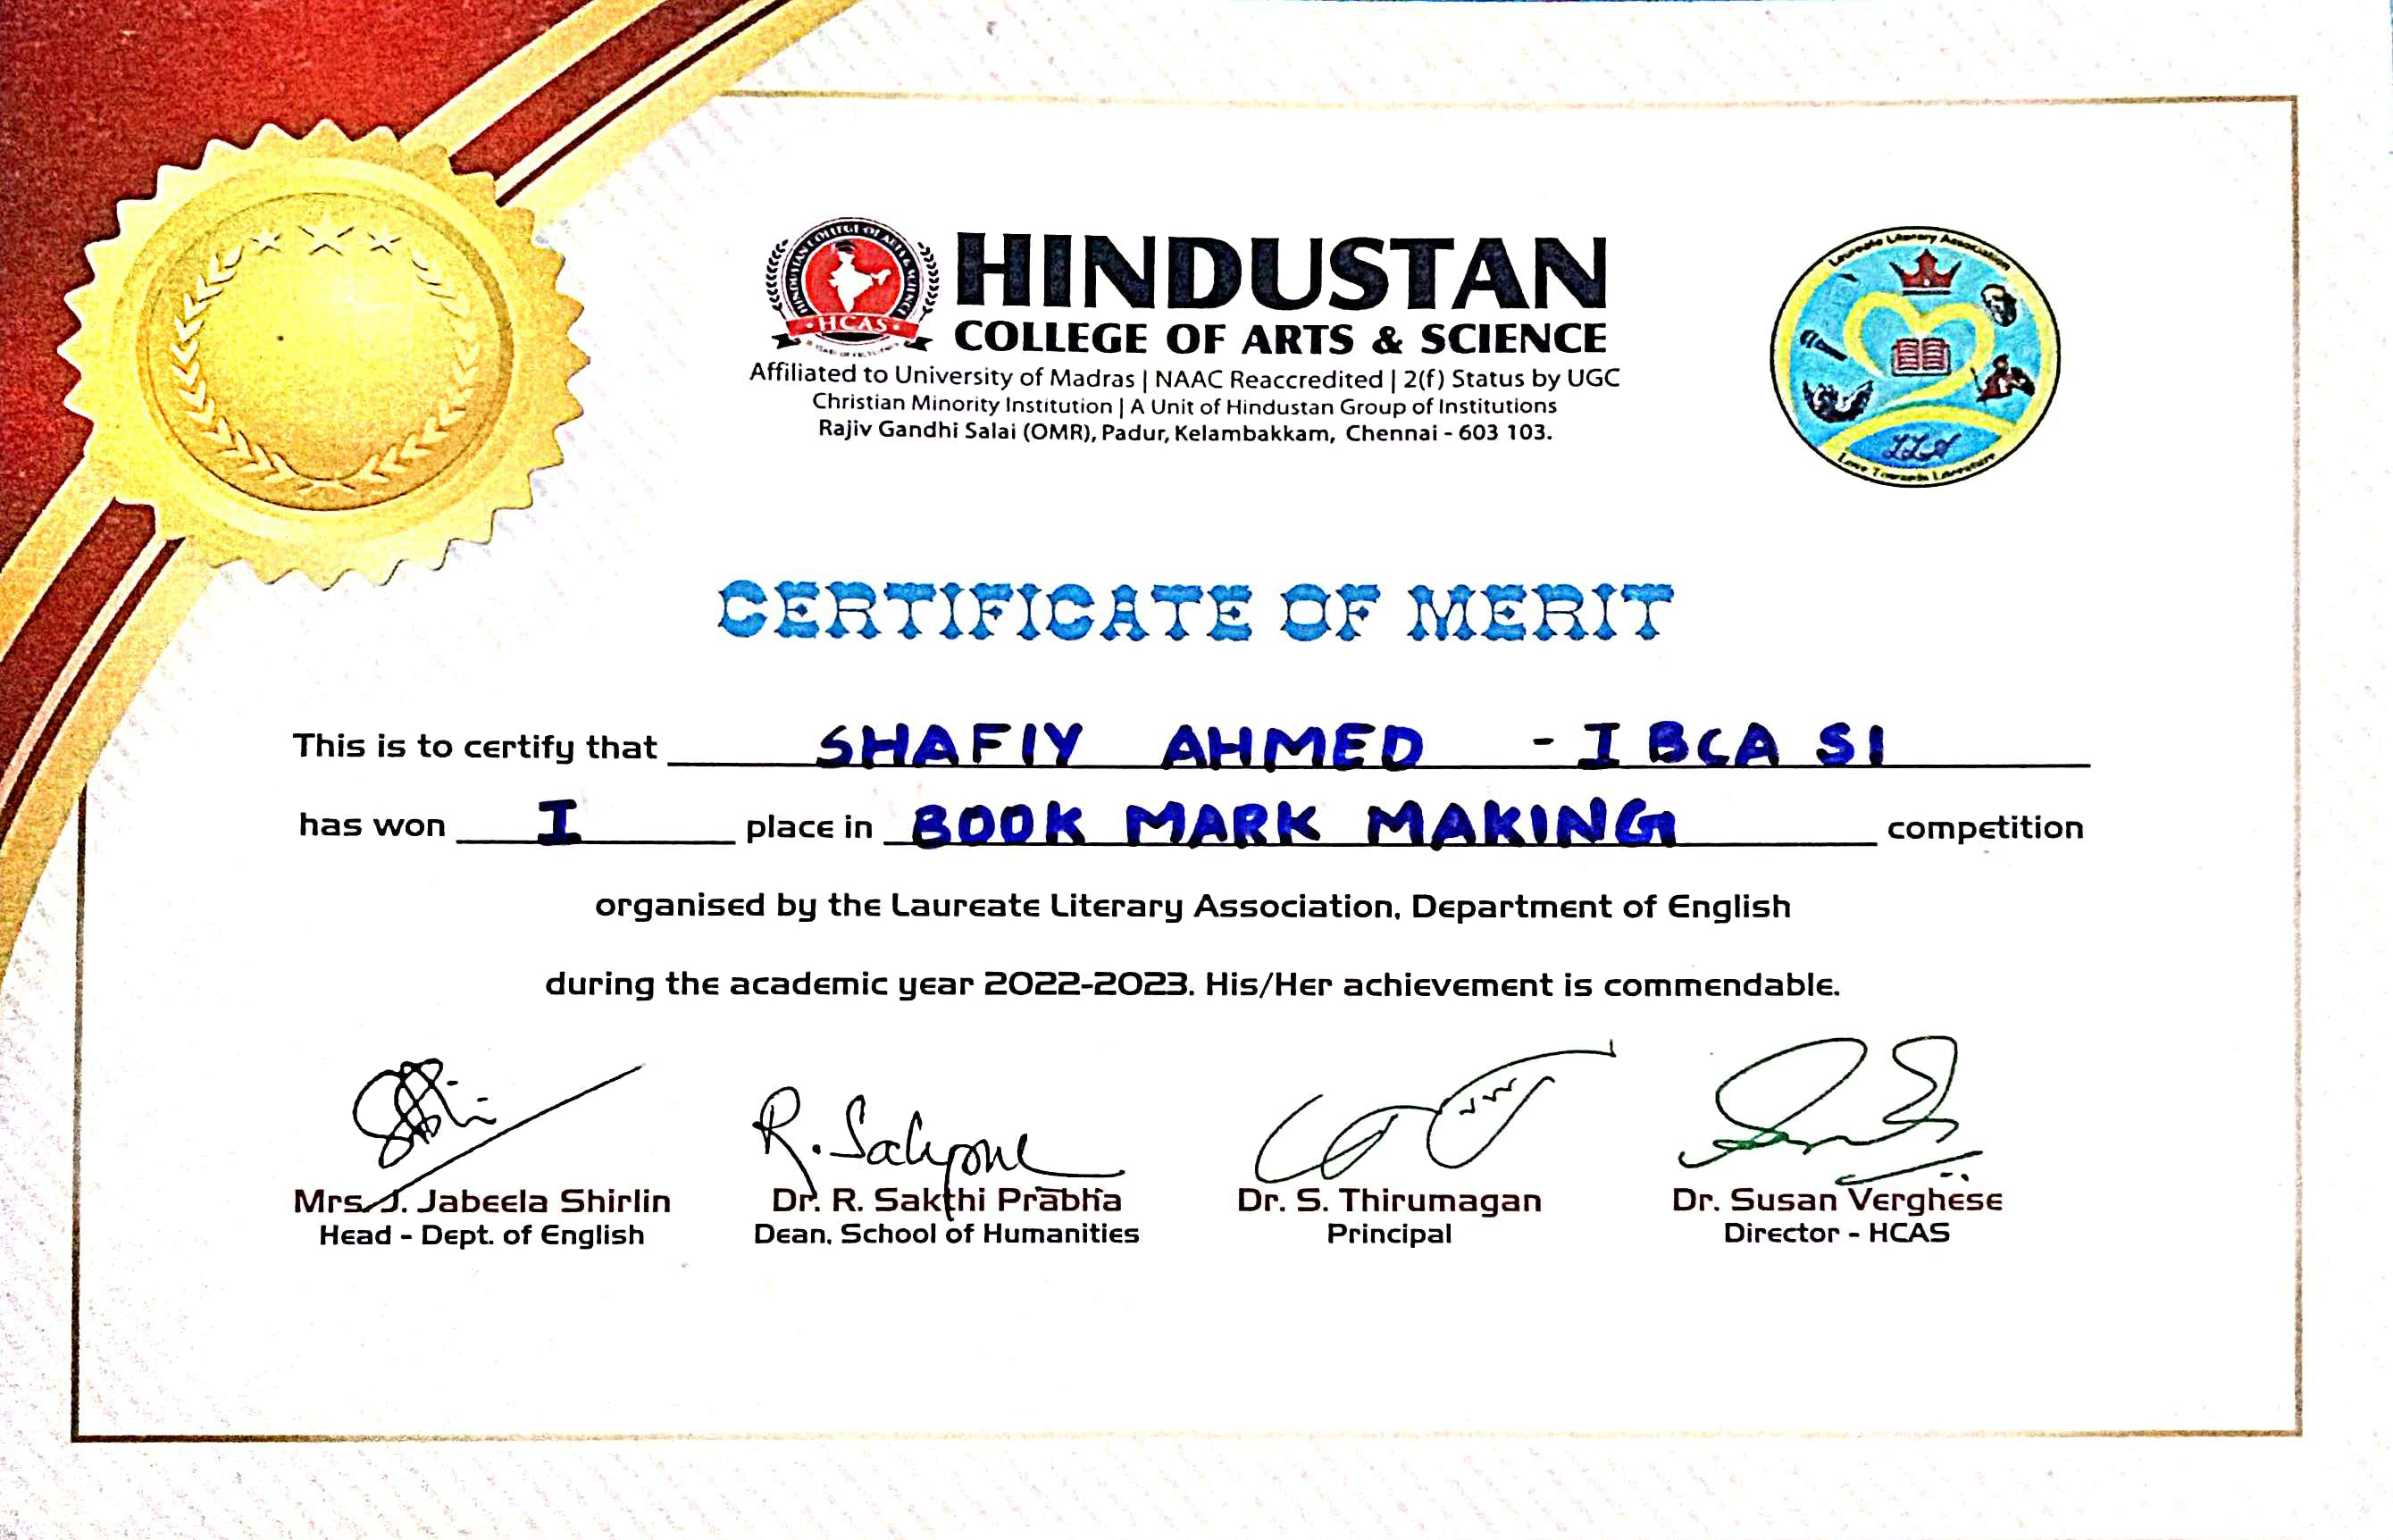 HINDUSTAN
COLLEGE OF ARTS & SCIENCE
HINDUSTAN COLLEGE OF ARTS & SCIENCE
HCAS
Affiliated to University of Madras | NAAC Reaccredited | 2(f) Status by UGC
Christian Minority Institution | A Unit of Hindustan Group of Institutions
Rajiv Gandhi Salai (OMR), Padur, Kelambakkam, Chennai - 603 103.
Laureate Literary Association
LLA
Love Towards Literature
CERTIFICATE OF MERIT
This is to certify that SHAFIY AHMED - I BCA S1
has won I place in BOOK MARK MAKING competition
organised by the Laureate Literary Association, Department of English
during the academic year 2022-2023. His/Her achievement is commendable.
Mrs. J. Jabeela Shirlin Dr. R. Sakthi Prabha Dr. S. Thirumagan Dr. Susan Verghese
Head - Dept. of English Dean, School of Humanities Principal Director - HCAS